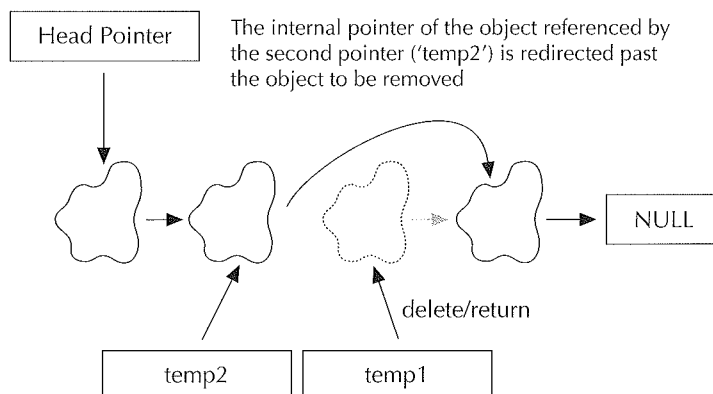 Head Pointer
The internal pointer of the object referenced by
the second pointer (‘temp2’) is redirected past
the object to be removed
NULL
delete/return
temp2
temp1